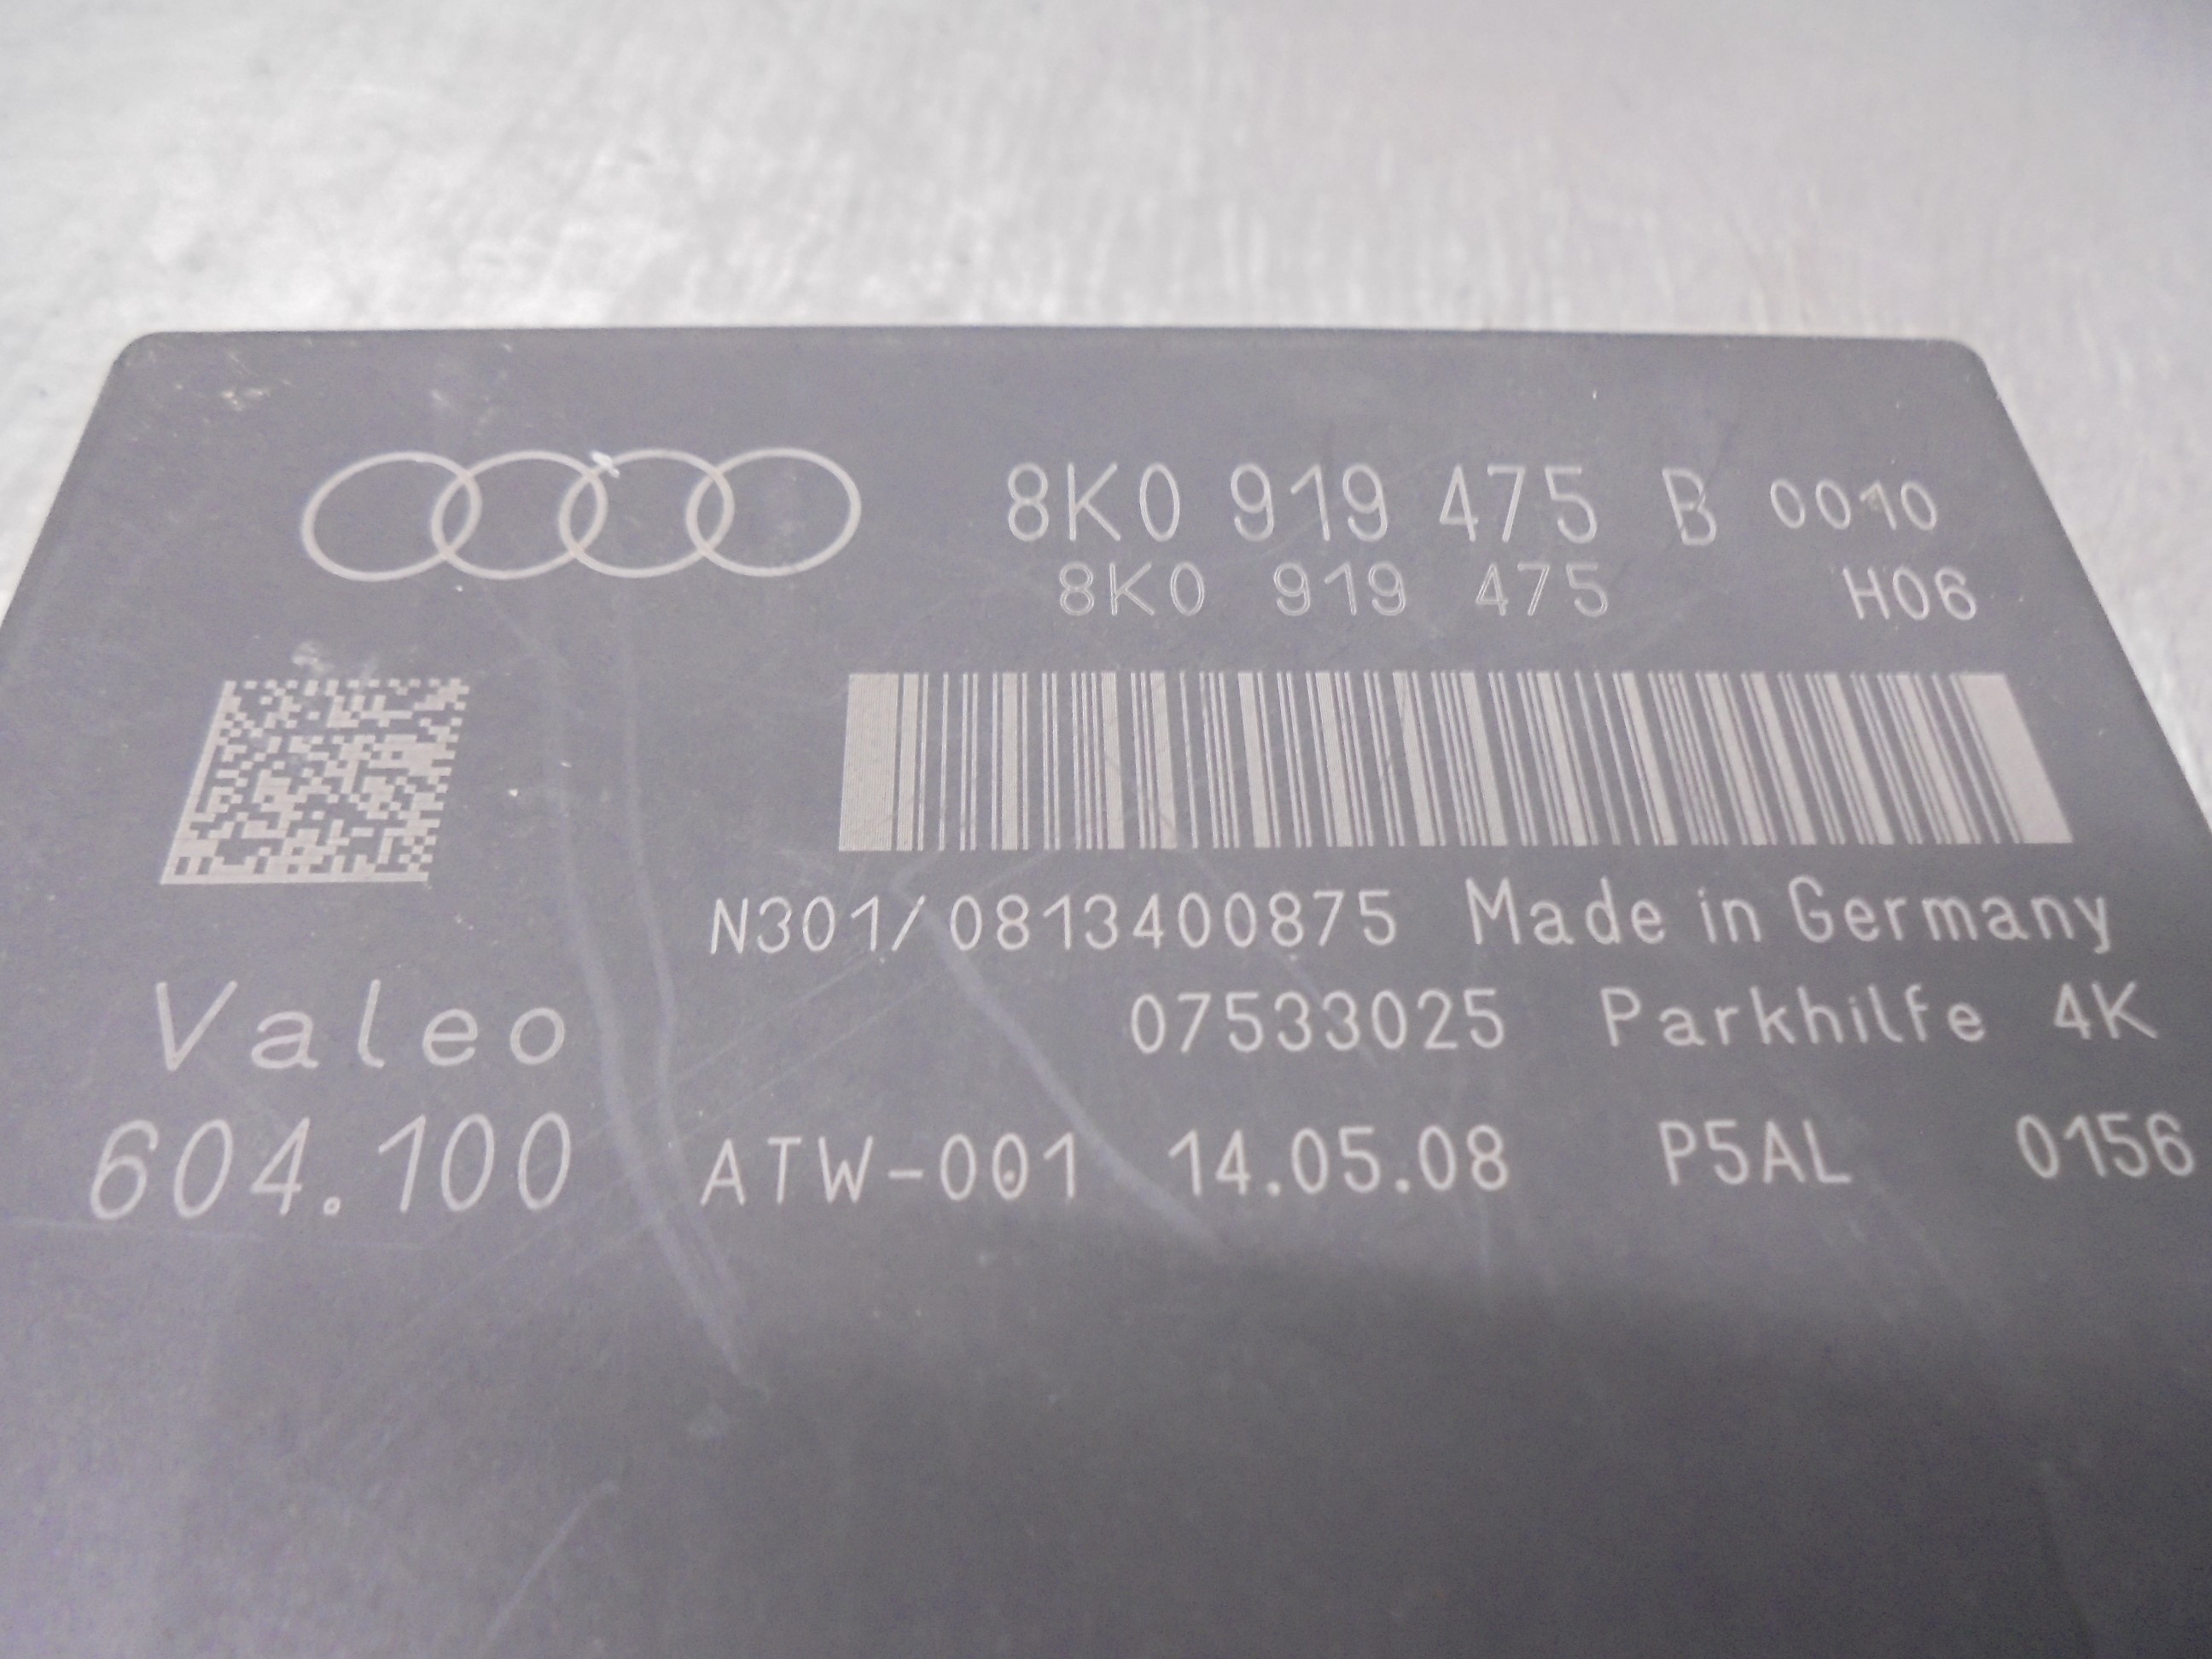 8K0 919 475 B 0010
8K0 919 475 H06
N301/0813400875 Made in Germany
Valeo 07533025 Parkhilfe 4K
604.100 ATW-001 14.05.08 P5AL 0156